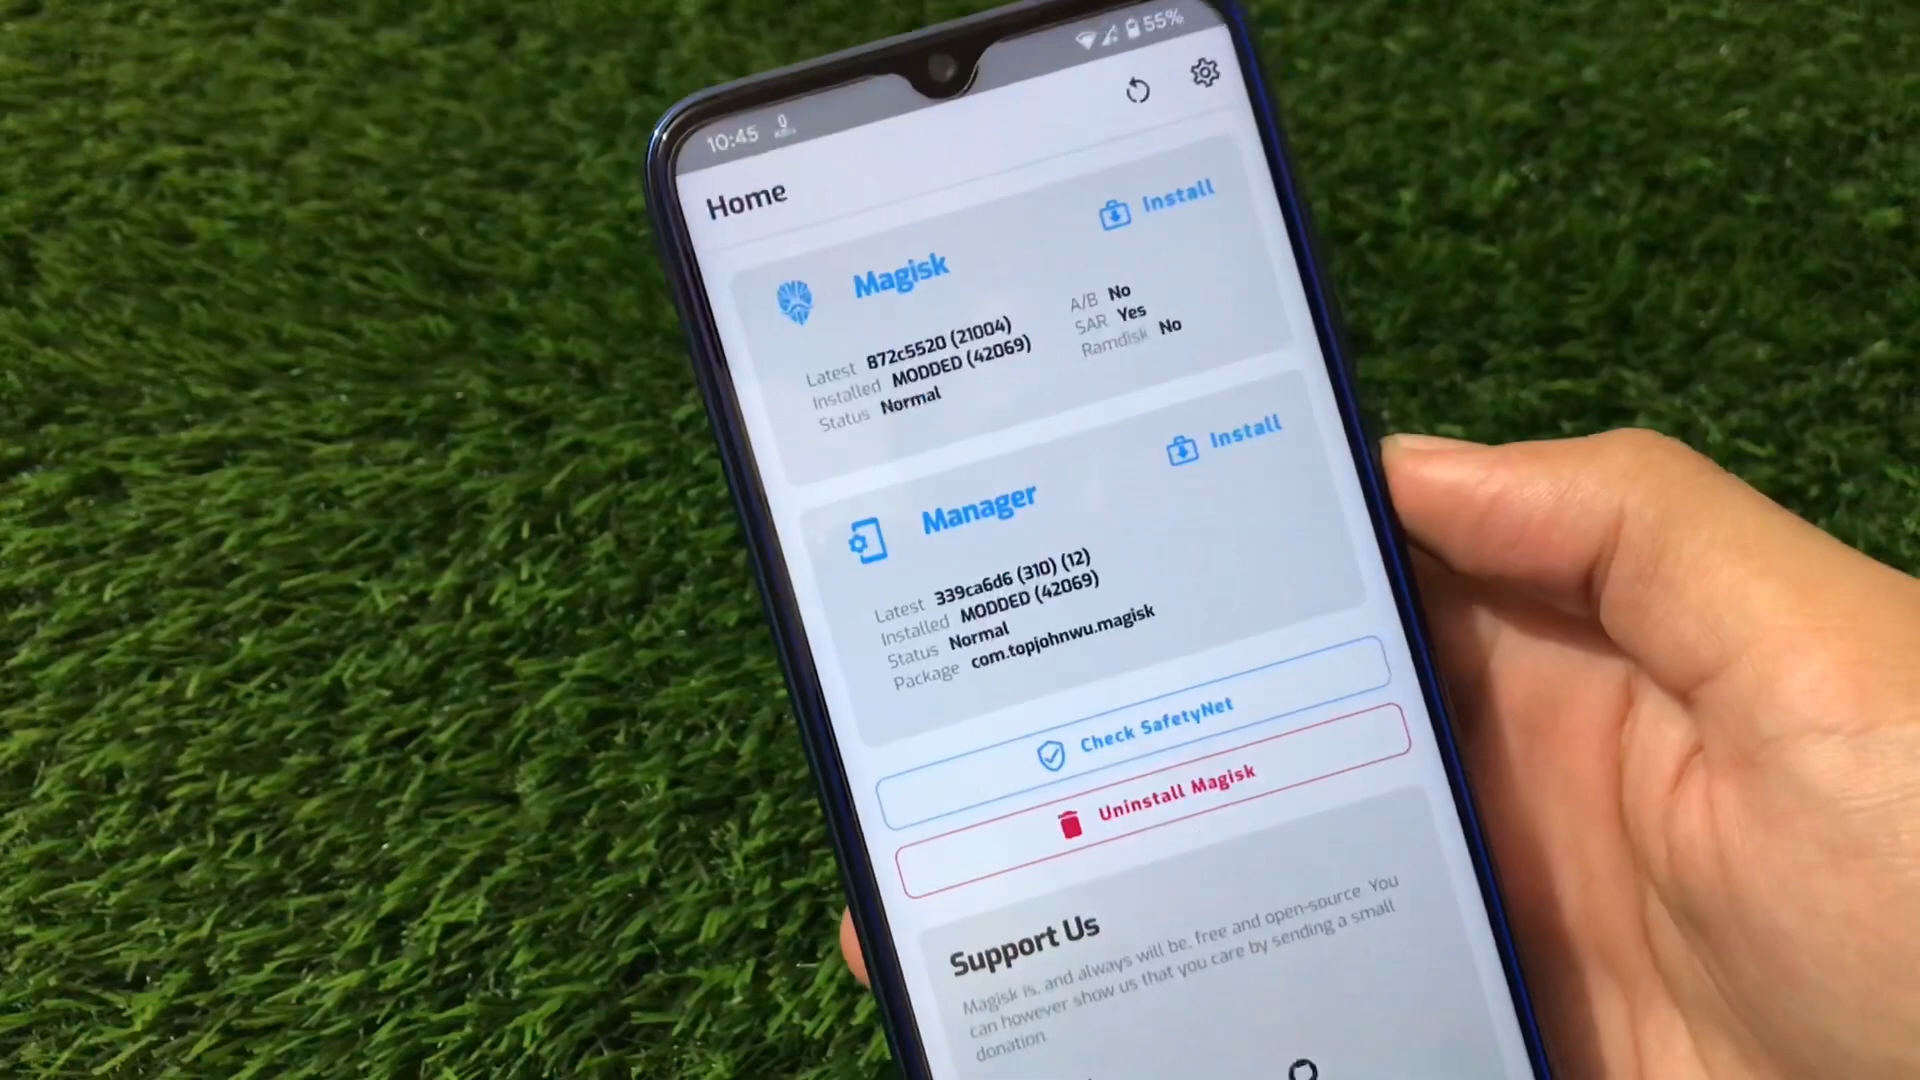 10:45 0 KB/s 55%
Home
Install
Magisk
Latest 872c5520 (21004)
Installed MODDED (42069)
Status Normal
A/B No
SAR Yes
Ramdisk No
Install
Manager
Latest 339ca6d6 (310) (12)
Installed MODDED (42069)
Status Normal
Package com.topjohnwu.magisk
Check SafetyNet
Uninstall Magisk
Support Us
Magisk is, and always will be, free and open-source. You
can however show us that you care by sending a small
donation.